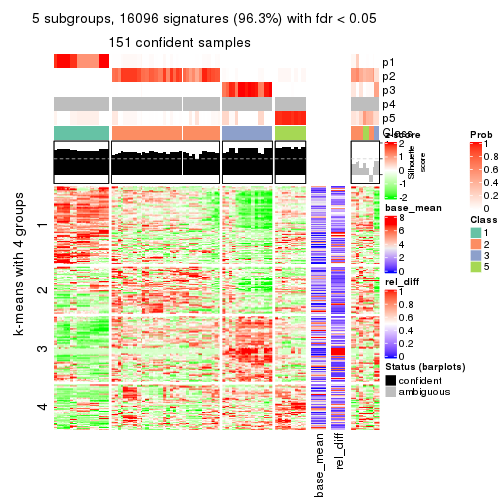 5 subgroups, 16096 signatures (96.3%) with fdr < 0.05
151 confident samples
p1
p2
p3
p4
p5
Class
z-score
2
1
0
-1
-2
Silhouette
score
Prob
1
0.8
0.6
0.4
0.2
0
base_mean
8
6
4
2
0
Class
1
2
3
5
rel_diff
1
0.8
0.6
0.4
0.2
0
Status (barplots)
confident
ambiguous
k-means with 4 groups
1
2
3
4
base_mean
rel_diff